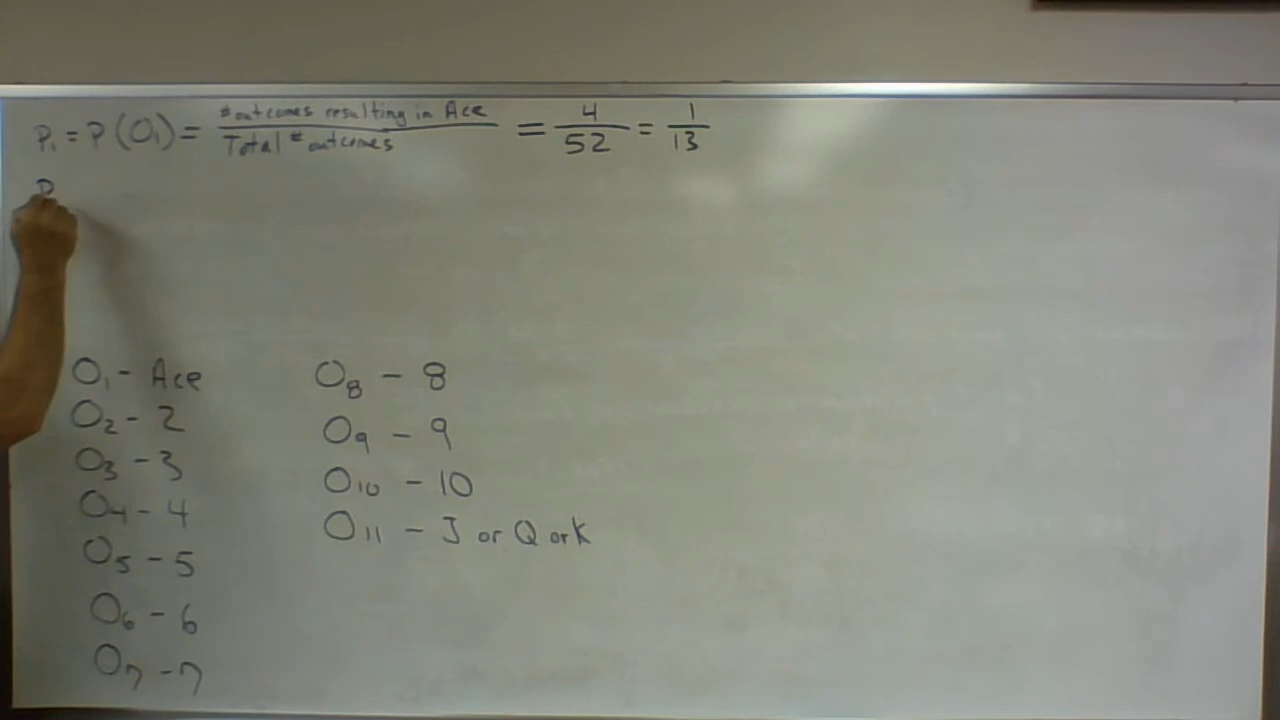 P₁ = P(O₁) = # outcomes resulting in Ace / Total # outcomes = 4/52 = 1/13
P
O₁ - Ace
O₂ - 2
O₃ - 3
O₄ - 4
O₅ - 5
O₆ - 6
O₇ - 7
O₈ - 8
O₉ - 9
O₁₀ - 10
O₁₁ - J or Q or K